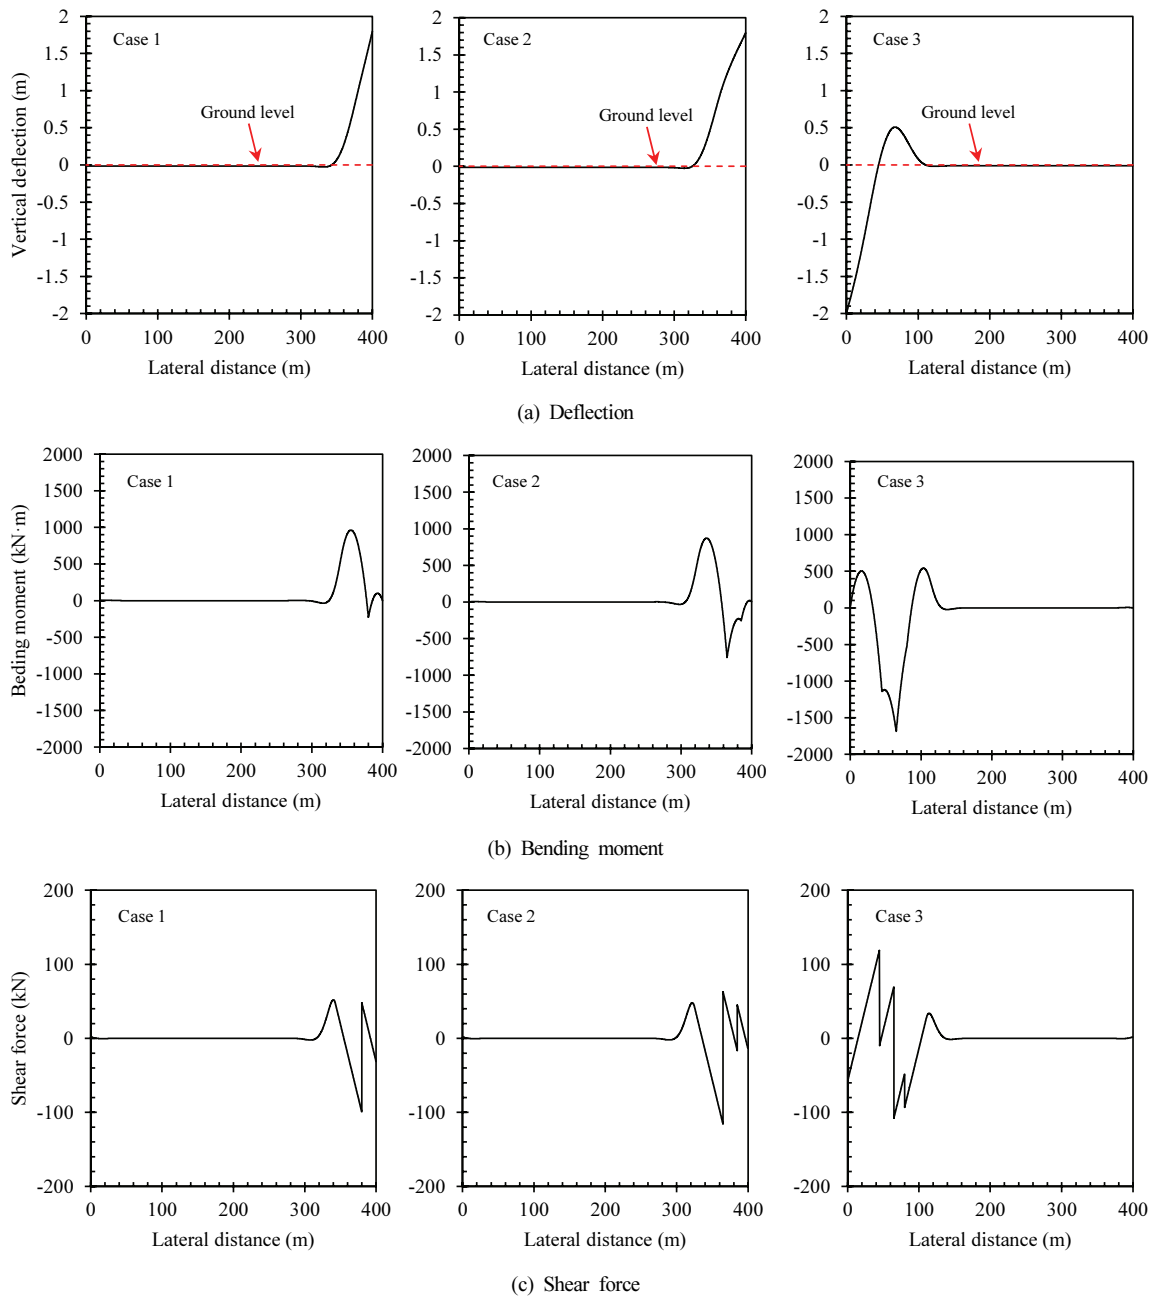 Vertical deflection (m)
2
1.5
1
0.5
0
-0.5
-1
-1.5
-2
Case 1
Ground level
0 100 200 300 400
Lateral distance (m)
2
1.5
1
0.5
0
-0.5
-1
-1.5
-2
Case 2
Ground level
0 100 200 300 400
Lateral distance (m)
2
1.5
1
0.5
0
-0.5
-1
-1.5
-2
Case 3
Ground level
0 100 200 300 400
Lateral distance (m)
(a) Deflection
Beding moment (kN·m)
2000
1500
1000
500
0
-500
-1000
-1500
-2000
Case 1
0 100 200 300 400
Lateral distance (m)
2000
1500
1000
500
0
-500
-1000
-1500
-2000
Case 2
0 100 200 300 400
Lateral distance (m)
2000
1500
1000
500
0
-500
-1000
-1500
-2000
Case 3
0 100 200 300 400
Lateral distance (m)
(b) Bending moment
Shear force (kN)
200
100
0
-100
-200
Case 1
0 100 200 300 400
Lateral distance (m)
200
100
0
-100
-200
Case 2
0 100 200 300 400
Lateral distance (m)
200
100
0
-100
-200
Case 3
0 100 200 300 400
Lateral distance (m)
(c) Shear force